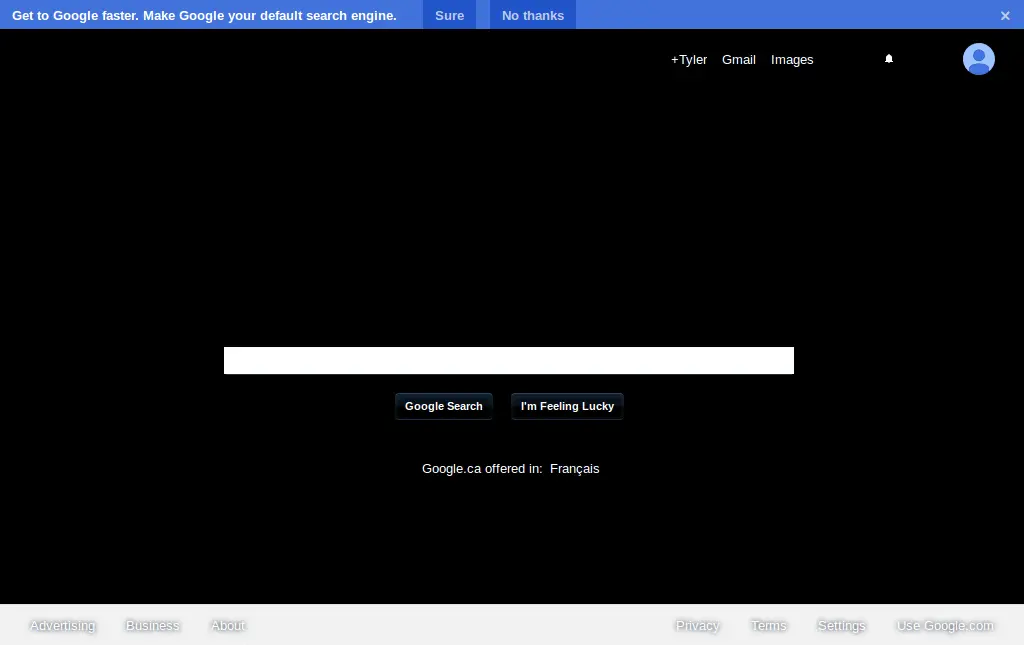 Get to Google faster. Make Google your default search engine. Sure No thanks ×
+Tyler Gmail Images
Google Search I'm Feeling Lucky
Google.ca offered in: Français
Advertising Business About Privacy Terms Settings Use Google.com